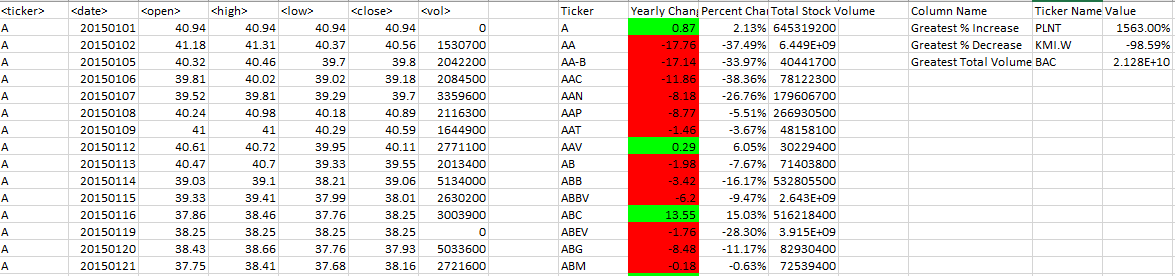 <ticker> <date> <open> <high> <low> <close> <vol> Ticker Yearly Chang Percent Chan Total Stock Volume Column Name Ticker Name Value
A 20150101 40.94 40.94 40.94 40.94 0 A 0.87 2.13% 645319200 Greatest % Increase PLNT 1563.00%
A 20150102 41.18 41.31 40.37 40.56 1530700 AA -17.76 -37.49% 6.449E+09 Greatest % Decrease KMI.W -98.59%
A 20150105 40.32 40.46 39.7 39.8 2042200 AA-B -17.14 -33.97% 40441700 Greatest Total Volume BAC 2.128E+10
A 20150106 39.81 40.02 39.02 39.18 2084500 AAC -11.86 -38.36% 78122300
A 20150107 39.52 39.81 39.29 39.7 3359600 AAN -8.18 -26.76% 179606700
A 20150108 40.24 40.98 40.18 40.89 2116300 AAP -8.77 -5.51% 266930500
A 20150109 41 41 40.29 40.59 1644900 AAT -1.46 -3.67% 48158100
A 20150112 40.61 40.72 39.95 40.11 2771100 AAV 0.29 6.05% 30229400
A 20150113 40.47 40.7 39.33 39.55 2013400 AB -1.98 -7.67% 71403800
A 20150114 39.03 39.1 38.21 39.06 5134000 ABB -3.42 -16.17% 532805500
A 20150115 39.33 39.41 37.99 38.01 2630200 ABBV -6.2 -9.47% 2.643E+09
A 20150116 37.86 38.46 37.76 38.25 3003900 ABC 13.55 15.03% 516218400
A 20150119 38.25 38.25 38.25 38.25 0 ABEV -1.76 -28.30% 3.915E+09
A 20150120 38.43 38.66 37.76 37.93 5033600 ABG -8.48 -11.17% 82930400
A 20150121 37.75 38.41 37.68 38.16 2721600 ABM -0.18 -0.63% 72539400